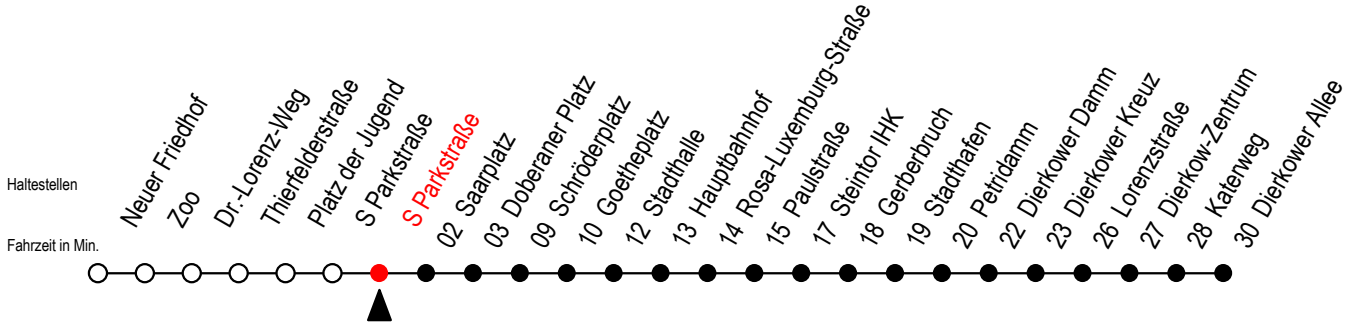 Haltestellen
Fahrzeit in Min.
Neuer Friedhof
Zoo
Dr.-Lorenz-Weg
Thierfelderstraße
Platz der Jugend
S Parkstraße
S Parkstraße
02 Saarplatz
03 Doberaner Platz
09 Schröderplatz
10 Goetheplatz
12 Stadthalle
13 Hauptbahnhof
14 Rosa-Luxemburg-Straße
15 Paulstraße
17 Steintor IHK
18 Gerberbruch
19 Stadthafen
20 Petridamm
22 Dierkower Damm
23 Dierkower Kreuz
26 Lorenzstraße
27 Dierkow-Zentrum
28 Katerweg
30 Dierkower Allee